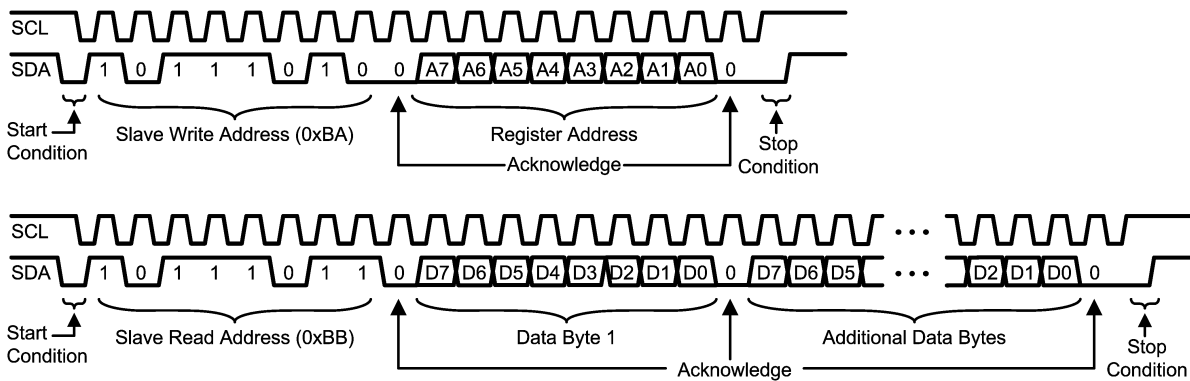 SCL
SDA 1 0 1 1 1 0 1 0 0 A7 A6 A5 A4 A3 A2 A1 A0 0
Start
Condition
Slave Write Address (0xBA)
Register Address
Acknowledge
Stop
Condition
SCL
SDA 1 0 1 1 1 0 1 1 0 D7 D6 D5 D4 D3 D2 D1 D0 0 D7 D6 D5 • • • D2 D1 D0 0
Start
Condition
Slave Read Address (0xBB)
Data Byte 1
Additional Data Bytes
Acknowledge
Stop
Condition